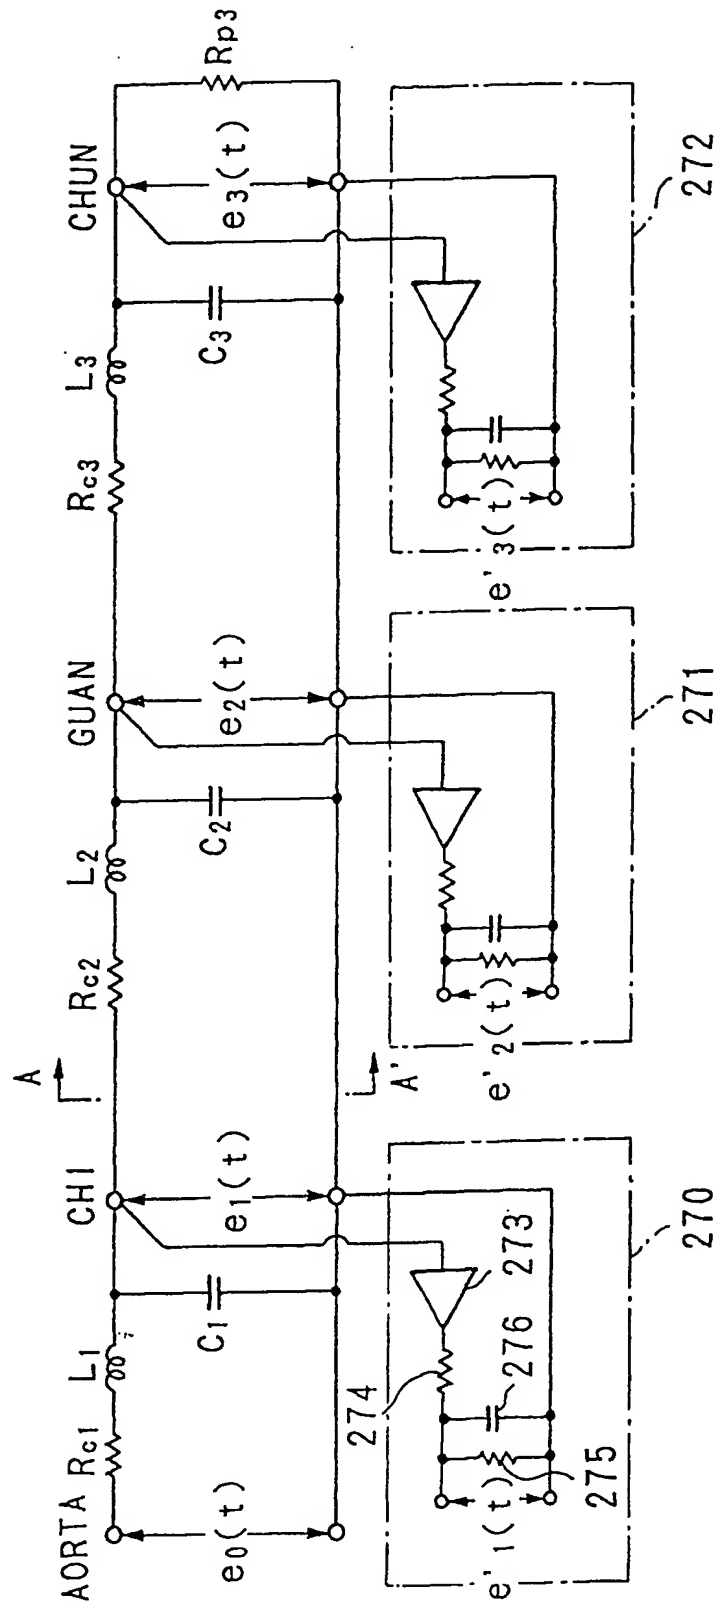 AORTA
Rc1
L1
CHI
A
Rc2
L2
GUAN
Rc3
L3
CHUN
Rp3
e0(t)
C1
e1(t)
A'
C2
e2(t)
C3
e3(t)
274
273
276
275
e'1(t)
270
e'2(t)
271
e'3(t)
272